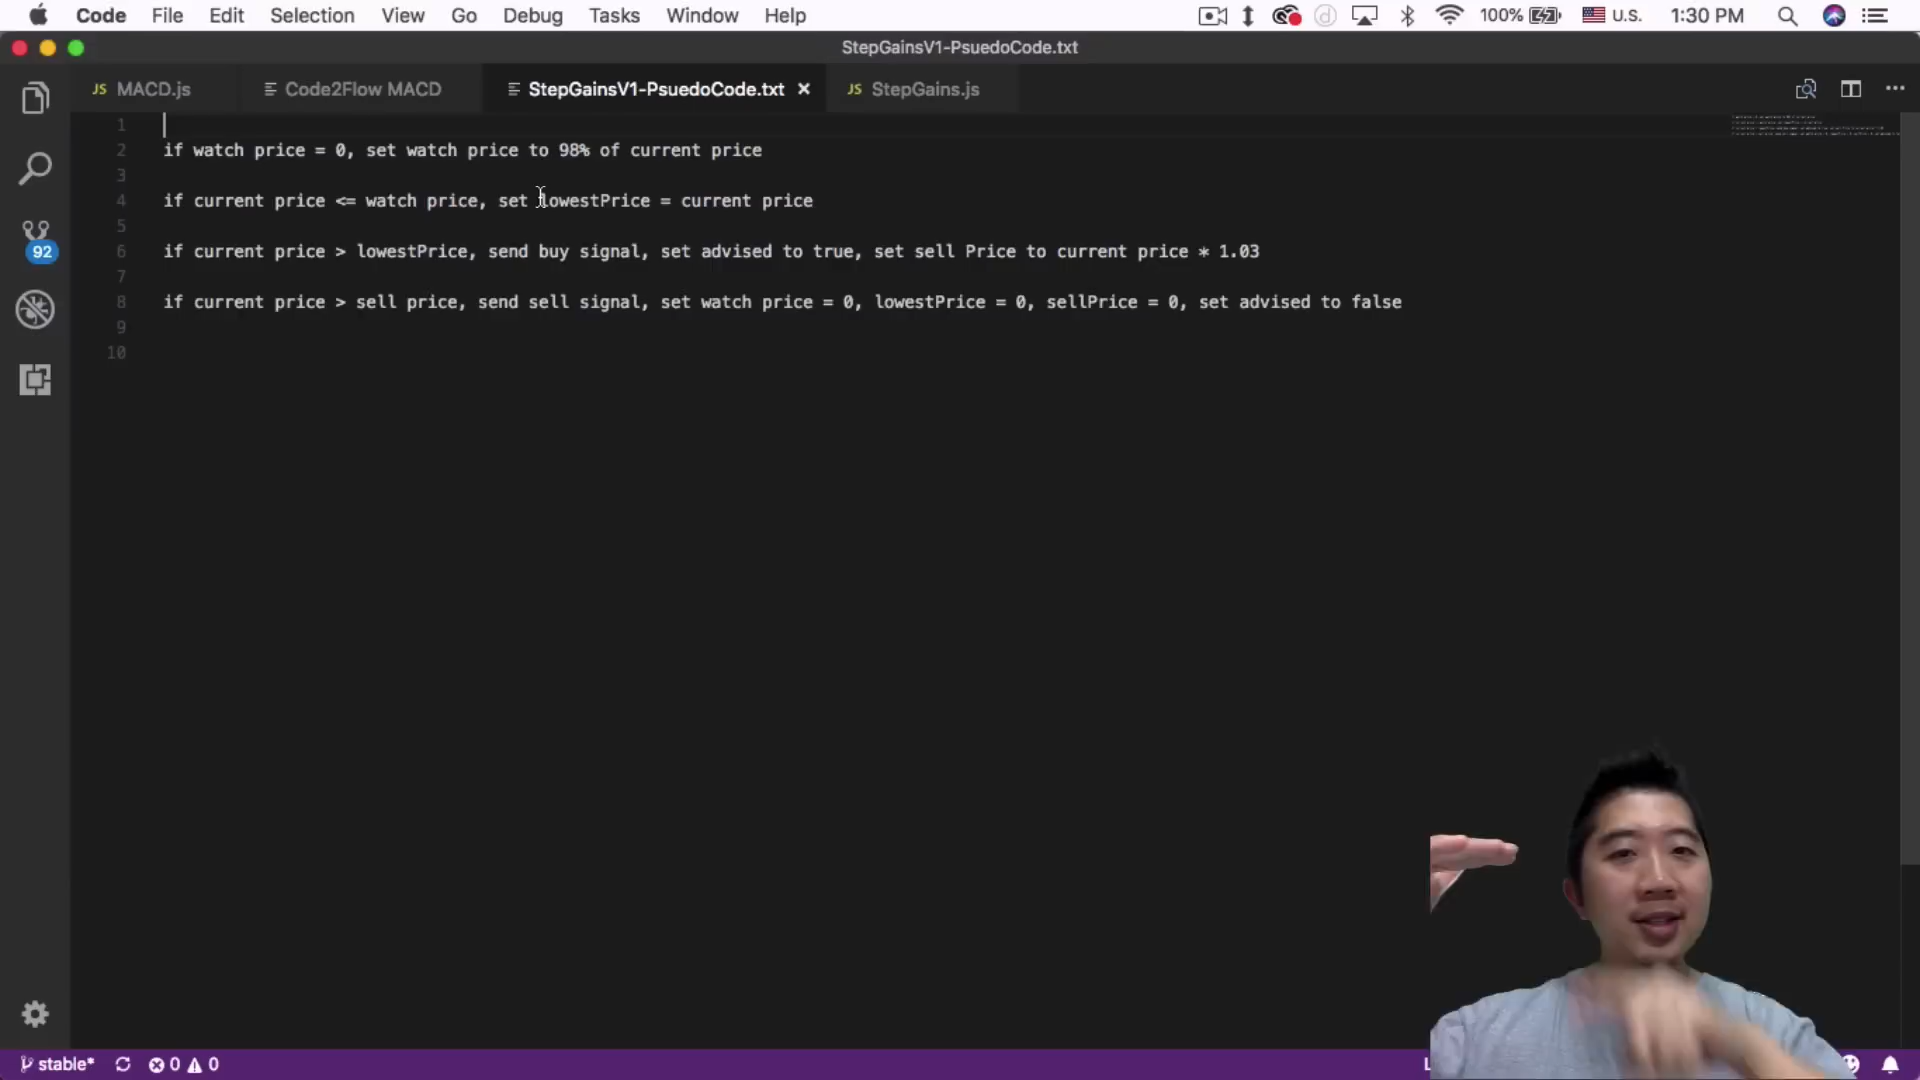 Code File Edit Selection View Go Debug Tasks Window Help 100% U.S. 1:30 PM
StepGainsV1-PsuedoCode.txt
JS MACD.js Code2Flow MACD StepGainsV1-PsuedoCode.txt JS StepGains.js
1
2 if watch price = 0, set watch price to 98% of current price
3
4 if current price <= watch price, set lowestPrice = current price
5
6 if current price > lowestPrice, send buy signal, set advised to true, set sell Price to current price * 1.03
7
8 if current price > sell price, send sell signal, set watch price = 0, lowestPrice = 0, sellPrice = 0, set advised to false
9
10
92
stable* 0 0